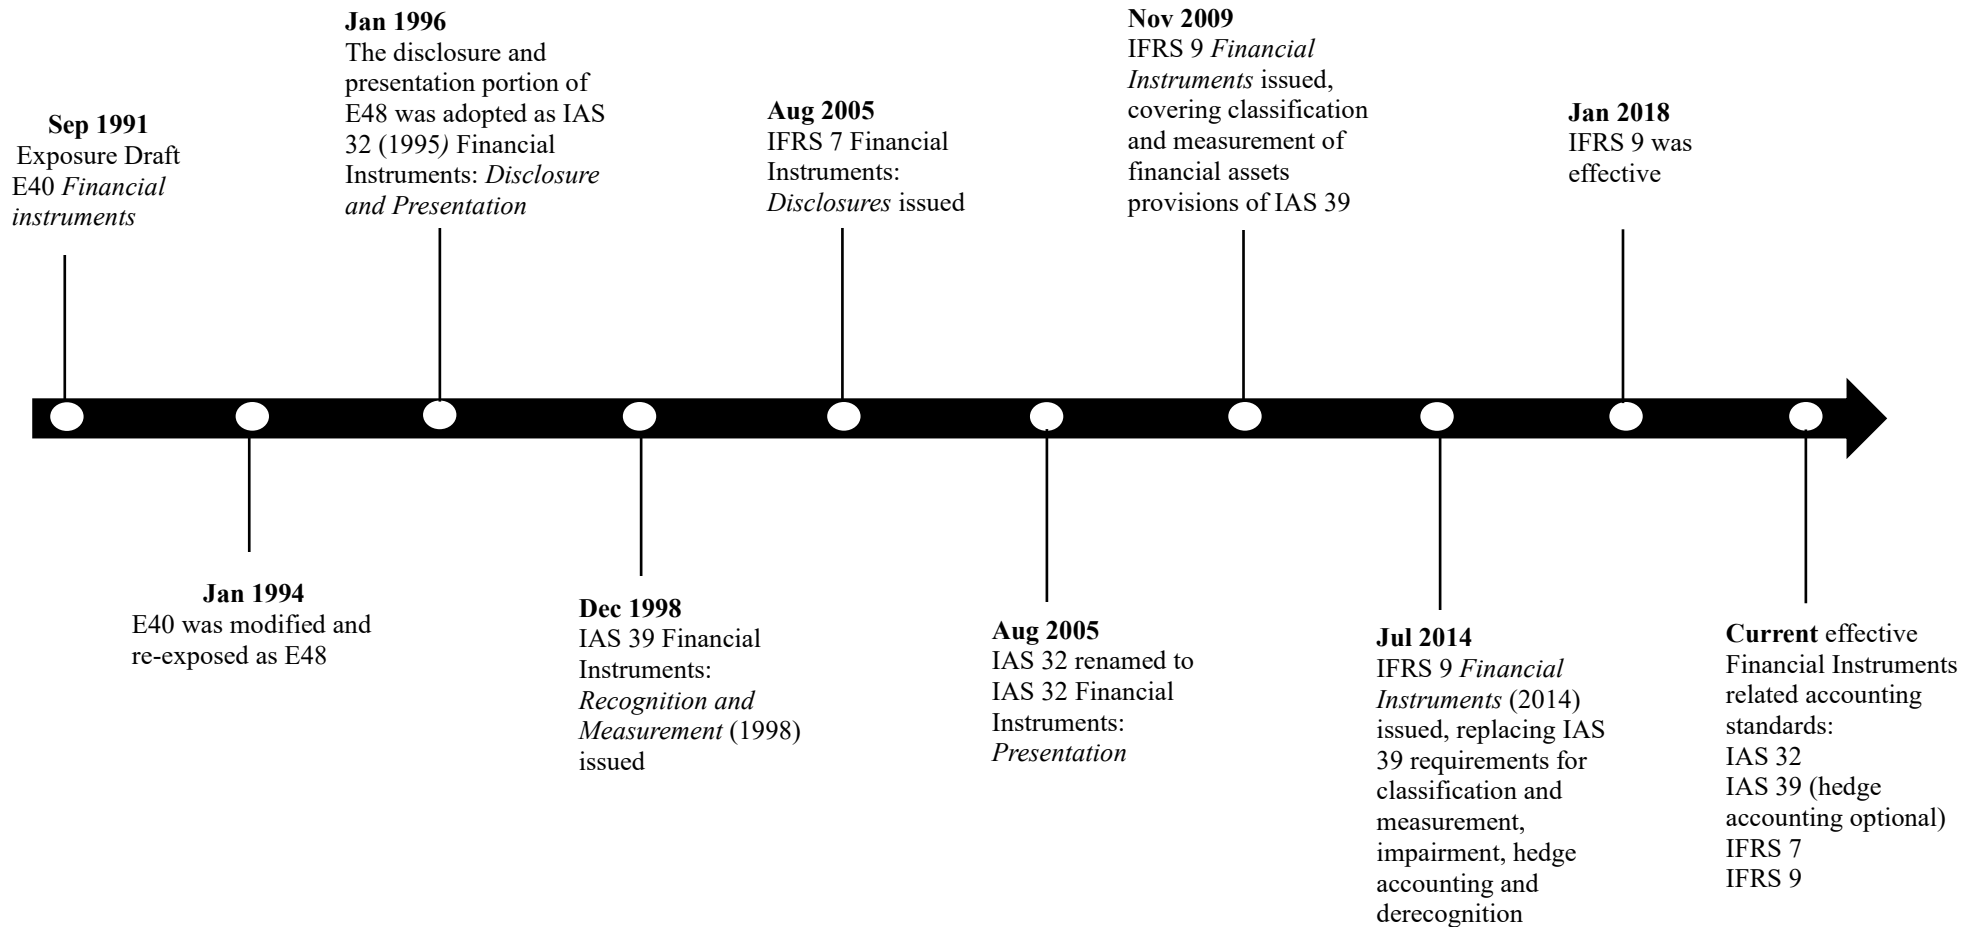 Sep 1991
Exposure Draft
E40 Financial
instruments
Jan 1994
E40 was modified and
re-exposed as E48
Jan 1996
The disclosure and
presentation portion of
E48 was adopted as IAS
32 (1995) Financial
Instruments: Disclosure
and Presentation
Dec 1998
IAS 39 Financial
Instruments:
Recognition and
Measurement (1998)
issued
Aug 2005
IFRS 7 Financial
Instruments:
Disclosures issued
Aug 2005
IAS 32 renamed to
IAS 32 Financial
Instruments:
Presentation
Nov 2009
IFRS 9 Financial
Instruments issued,
covering classification
and measurement of
financial assets
provisions of IAS 39
Jul 2014
IFRS 9 Financial
Instruments (2014)
issued, replacing IAS
39 requirements for
classification and
measurement,
impairment, hedge
accounting and
derecognition
Jan 2018
IFRS 9 was
effective
Current effective
Financial Instruments
related accounting
standards:
IAS 32
IAS 39 (hedge
accounting optional)
IFRS 7
IFRS 9